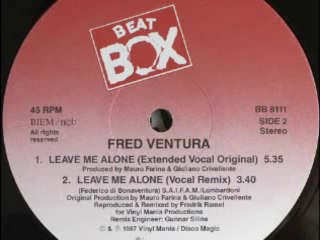 BEAT
BOX
45 RPM
BIEM / ncb
All rights
reserved
BB 8111
SIDE 2
Stereo
FRED VENTURA
1. LEAVE ME ALONE (Extended Vocal Original) 5.35
Produced by Mauro Farina & Giuliano Crivellente
2. LEAVE ME ALONE (Vocal Remix) 3.40
(Federico di Bonaventura) S.A.I.F.A.M./Lombardoni
Original Production by Mauro Farina & Giuliano Crivellente
Reproduced & Remixed by Fredrik Ramel
for Vinyl Mania Productions
Remix Engineer: Gunnar Silins
© & ℗ 1987 Vinyl Mania / Disco Magic